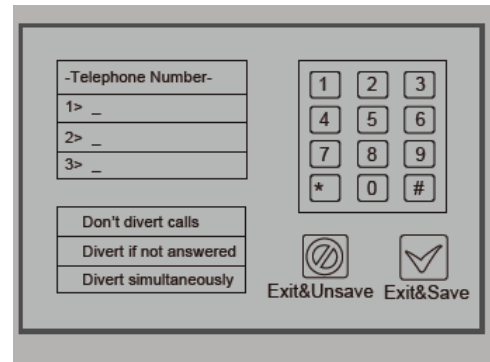 -Telephone Number-
1> _
2> _
3> _
Don't divert calls
Divert if not answered
Divert simultaneously
1 2 3
4 5 6
7 8 9
* 0 #
Exit&Unsave Exit&Save